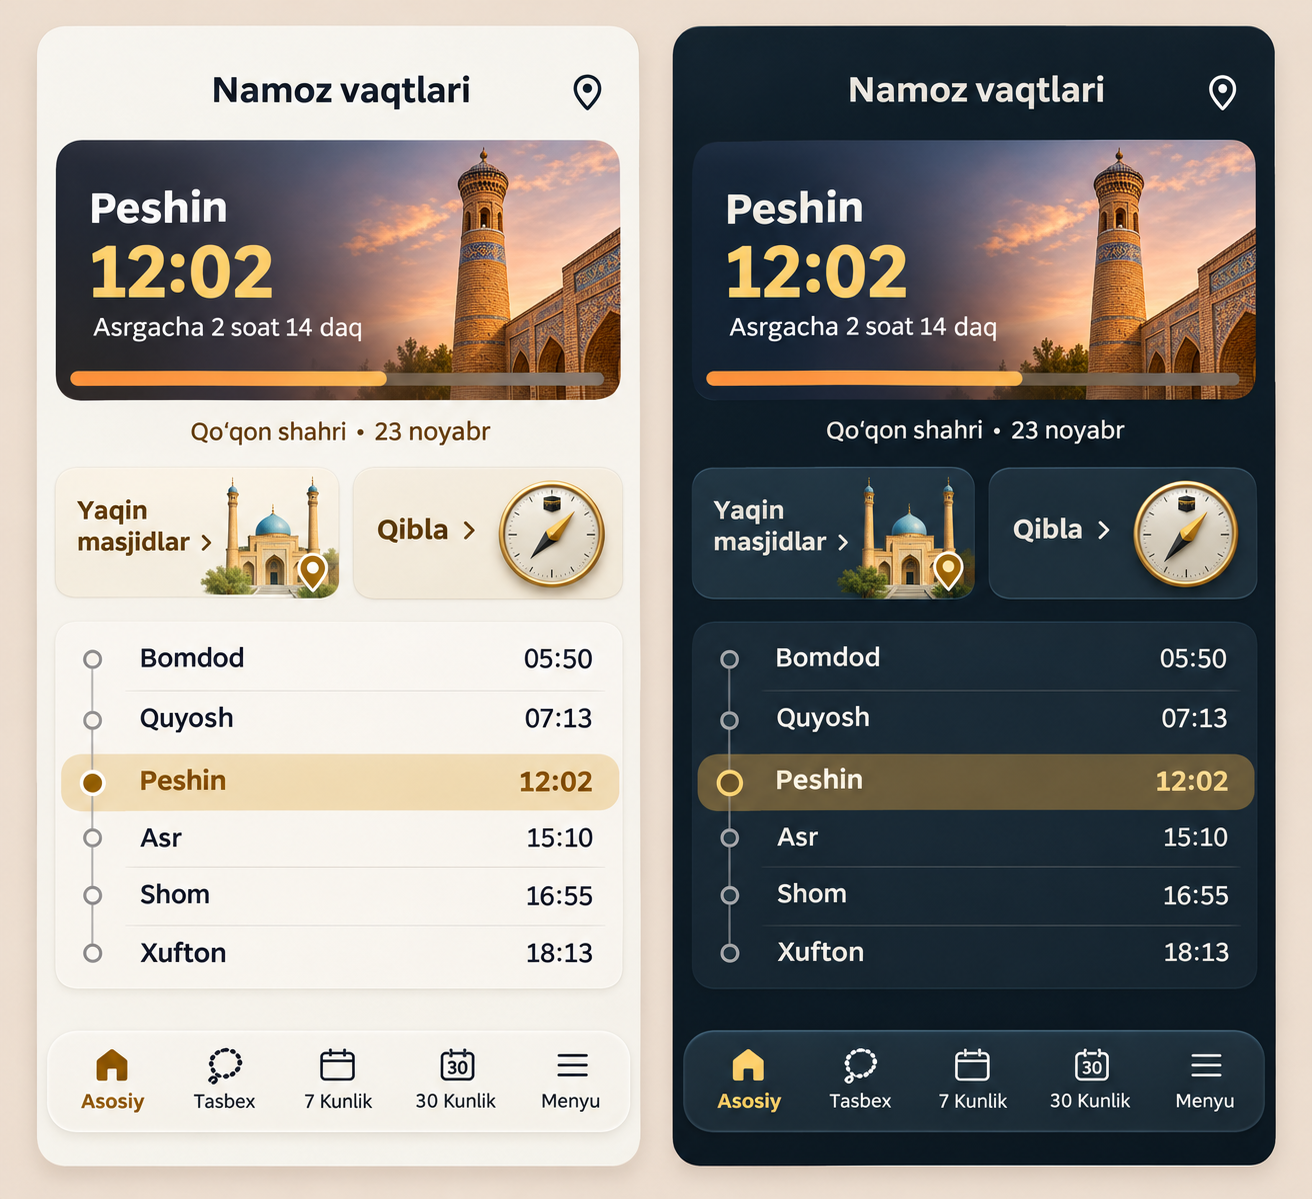 Namoz vaqtlari
Peshin
12:02
Asrgacha 2 soat 14 daq
Qo‘qon shahri • 23 noyabr
Yaqin
masjidlar >
Qibla >
Bomdod 05:50
Quyosh 07:13
Peshin 12:02
Asr 15:10
Shom 16:55
Xufton 18:13
Asosiy Tasbex 7 Kunlik 30 30 Kunlik Menyu
Namoz vaqtlari
Peshin
12:02
Asrgacha 2 soat 14 daq
Qo‘qon shahri • 23 noyabr
Yaqin
masjidlar >
Qibla >
Bomdod 05:50
Quyosh 07:13
Peshin 12:02
Asr 15:10
Shom 16:55
Xufton 18:13
Asosiy Tasbex 7 Kunlik 30 30 Kunlik Menyu